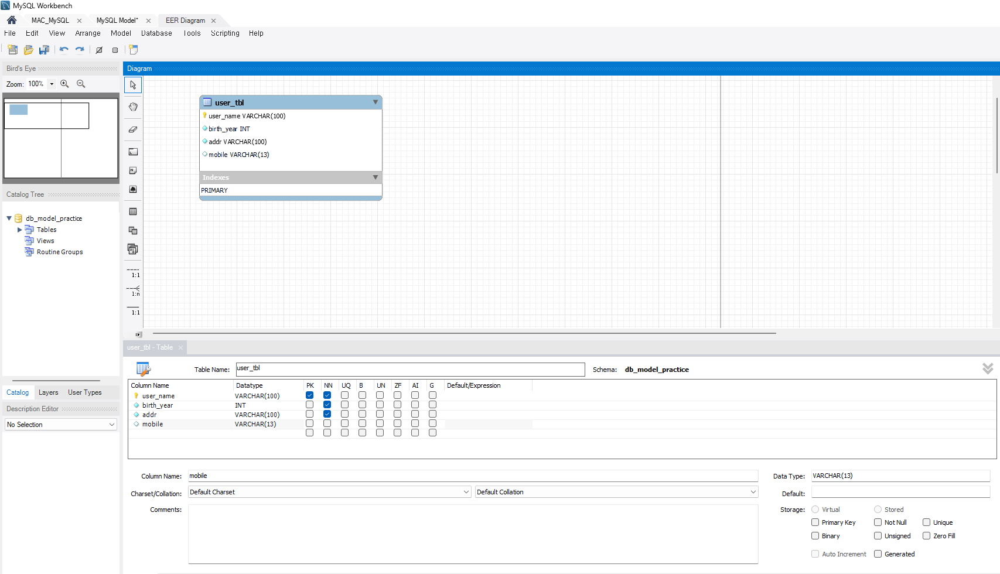 MySQL Workbench
MAC_MySQL
MySQL Model*
EER Diagram
File Edit View Arrange Model Database Tools Scripting Help
Bird's Eye
Zoom: 100%
Catalog Tree
db_model_practice
Tables
Views
Routine Groups
Catalog Layers User Types
Description Editor
No Selection
Diagram
1:1
1:n
1:1
user_tbl
user_name VARCHAR(100)
birth_year INT
addr VARCHAR(100)
mobile VARCHAR(13)
Indexes
PRIMARY
user_tbl - Table
Table Name: user_tbl Schema: db_model_practice
Column Name Datatype PK NN UQ B UN ZF AI G Default/Expression
user_name VARCHAR(100)
birth_year INT
addr VARCHAR(100)
mobile VARCHAR(13)
Column Name: mobile Data Type: VARCHAR(13)
Charset/Collation: Default Charset Default Collation Default:
Comments: Storage: Virtual Stored
Primary Key Not Null Unique
Binary Unsigned Zero Fill
Auto Increment Generated